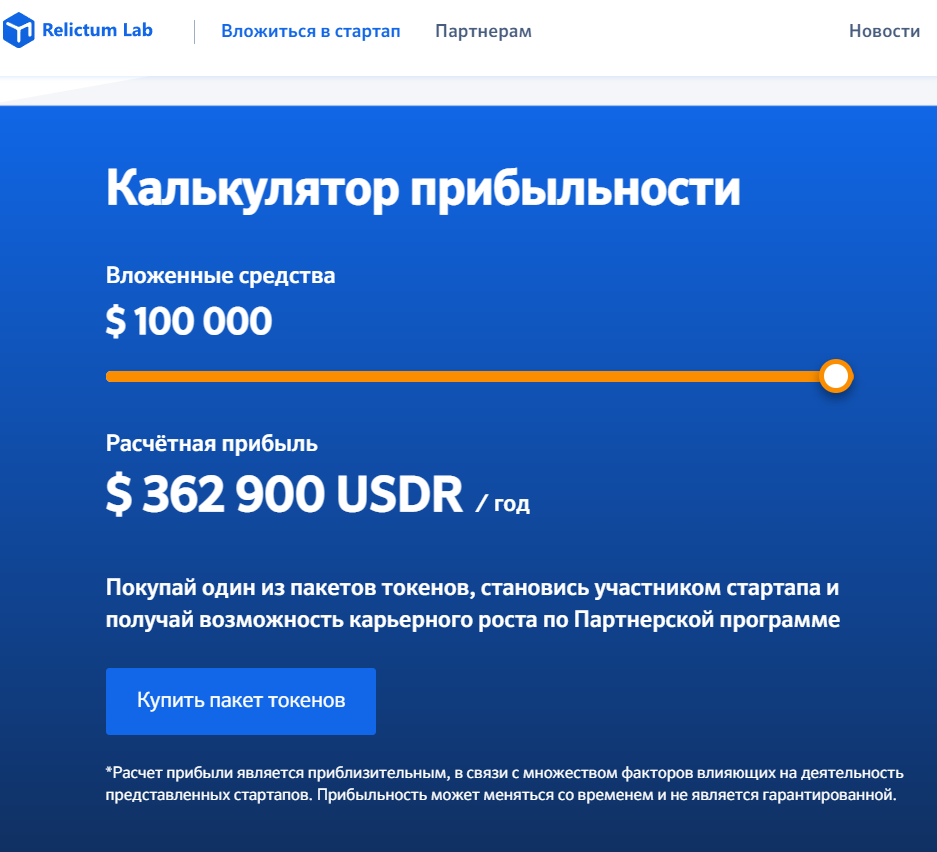 Relictum Lab
Вложиться в стартап
Партнерам
Новости
Калькулятор прибыльности
Вложенные средства
$ 100 000
Расчётная прибыль
$ 362 900 USDR / год
Покупай один из пакетов токенов, становись участником стартапа и
получай возможность карьерного роста по Партнерской программе
Купить пакет токенов
*Расчет прибыли является приблизительным, в связи с множеством факторов влияющих на деятельность
представленных стартапов. Прибыльность может меняться со временем и не является гарантированной.